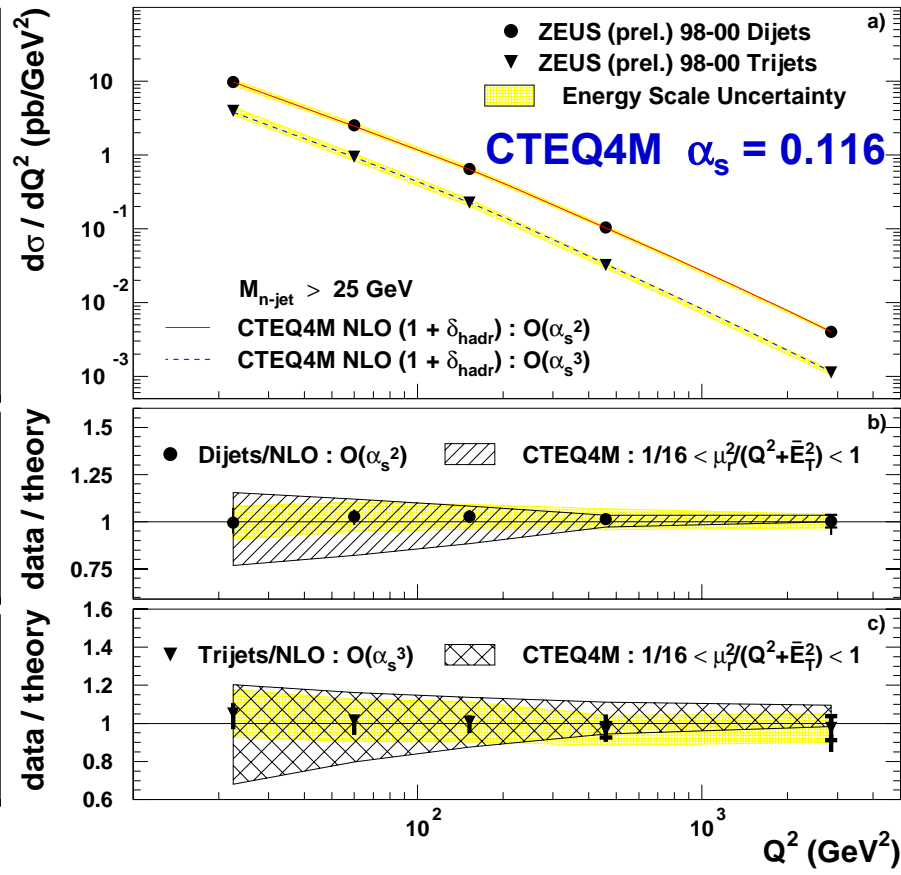 a)
ZEUS (prel.) 98-00 Dijets
ZEUS (prel.) 98-00 Trijets
Energy Scale Uncertainty
CTEQ4M αs = 0.116
dσ / dQ² (pb/GeV²)
10
1
10⁻¹
10⁻²
10⁻³
Mn-jet > 25 GeV
CTEQ4M NLO (1 + δhadr) : O(αs²)
CTEQ4M NLO (1 + δhadr) : O(αs³)
b)
data / theory
1.5
1.25
1
0.75
Dijets/NLO : O(αs²)
CTEQ4M : 1/16 < μr²/(Q²+ĒT²) < 1
c)
data / theory
1.6
1.4
1.2
1
0.8
0.6
Trijets/NLO : O(αs³)
CTEQ4M : 1/16 < μr²/(Q²+ĒT²) < 1
10²
10³
Q² (GeV²)